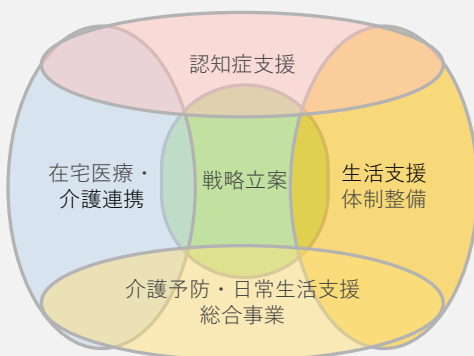 認知症支援
在宅医療・
介護連携
戦略立案
生活支援
体制整備
介護予防・日常生活支援
総合事業